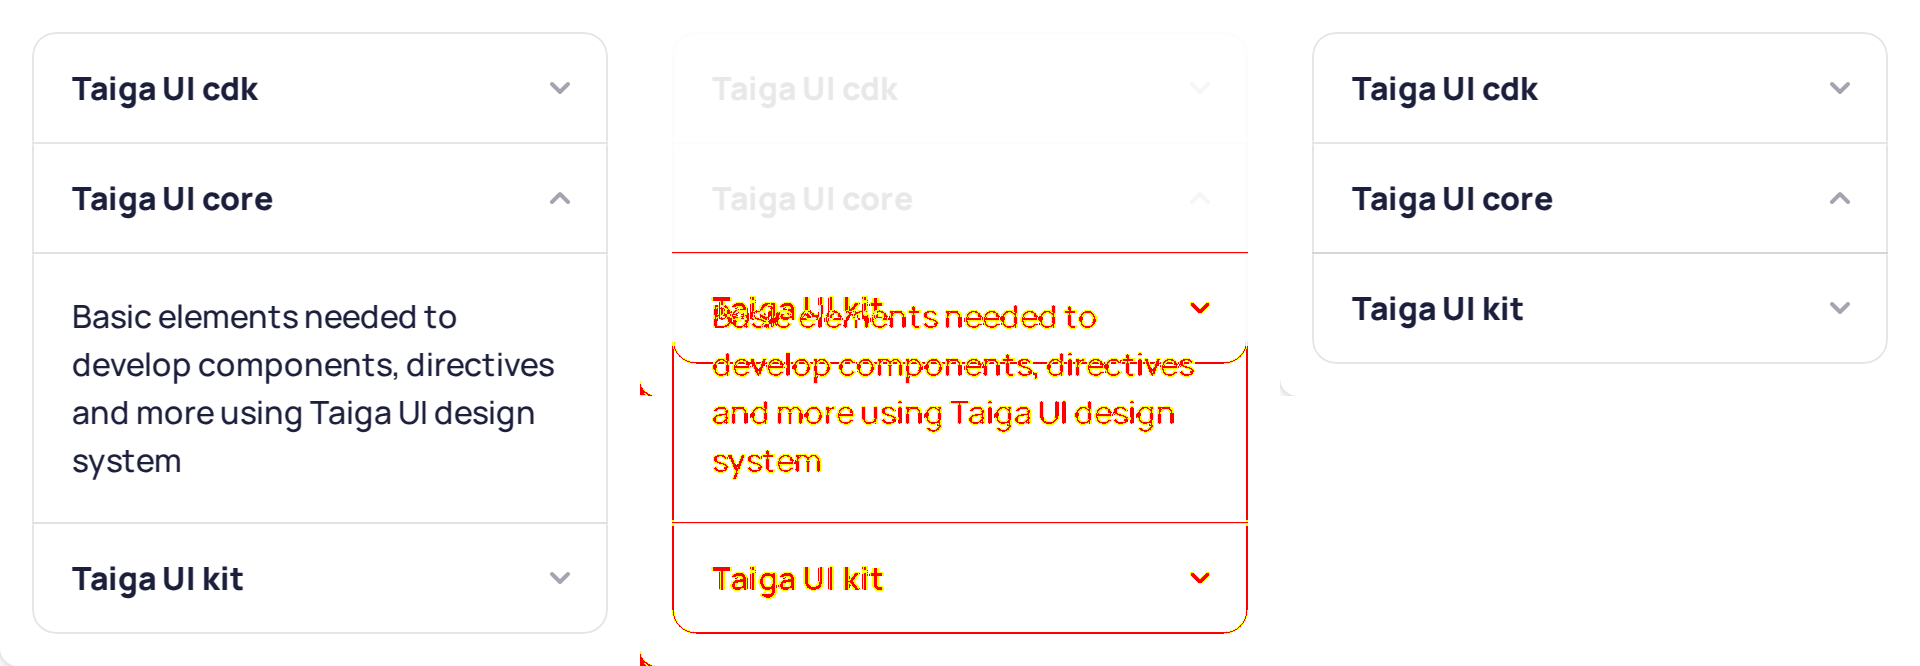 Taiga UI cdk
Taiga UI core
Basic elements needed to
develop components, directives
and more using Taiga UI design
system
Taiga UI kit
Taiga UI cdk
Taiga UI core
Taiga UI kit
Basic elements needed to
develop components, directives
and more using Taiga UI design
system
Taiga UI kit
Taiga UI cdk
Taiga UI core
Taiga UI kit